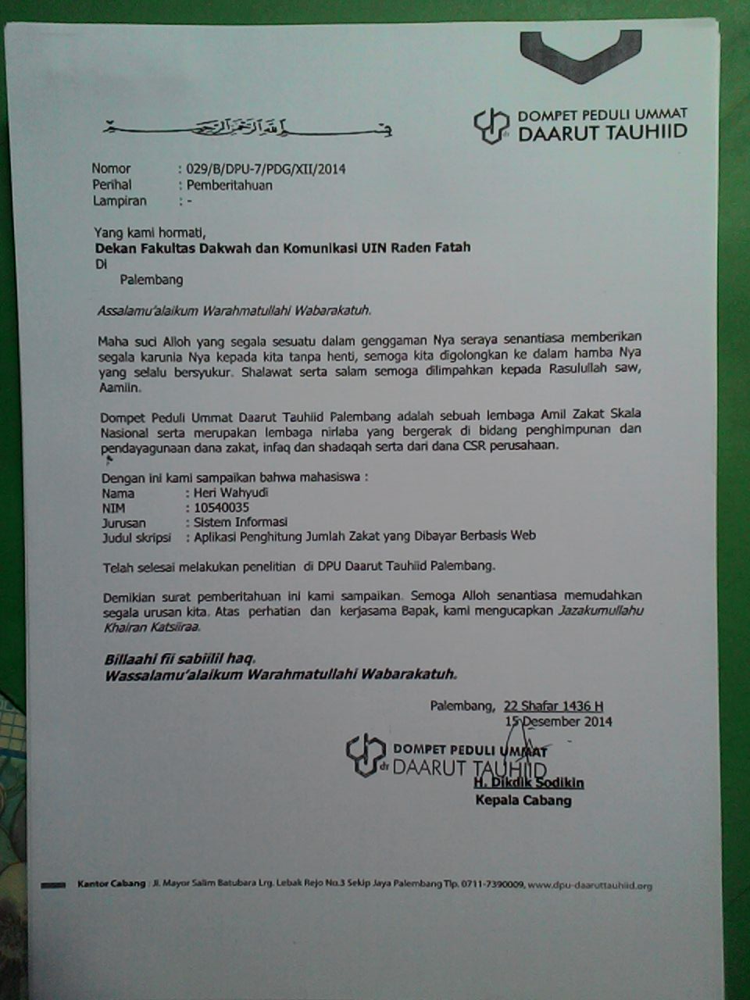 بسم الله الرحمن الرحيم
DOMPET PEDULI UMMAT
DAARUT TAUHIID
Nomor : 029/B/DPU-7/PDG/XII/2014
Perihal : Pemberitahuan
Lampiran : -
Yang kami hormati,
Dekan Fakultas Dakwah dan Komunikasi UIN Raden Fatah
Di
Palembang
Assalamu'alaikum Warahmatullahi Wabarakatuh.
Maha suci Alloh yang segala sesuatu dalam genggaman Nya seraya senantiasa memberikan
segala karunia Nya kepada kita tanpa henti, semoga kita digolongkan ke dalam hamba Nya
yang selalu bersyukur. Shalawat serta salam semoga dilimpahkan kepada Rasulullah saw,
Aamiin.
Dompet Peduli Ummat Daarut Tauhiid Palembang adalah sebuah lembaga Amil Zakat Skala
Nasional serta merupakan lembaga nirlaba yang bergerak di bidang penghimpunan dan
pendayagunaan dana zakat, infaq dan shadaqah serta dari dana CSR perusahaan.
Dengan ini kami sampaikan bahwa mahasiswa :
Nama : Heri Wahyudi
NIM : 10540035
Jurusan : Sistem Informasi
Judul skripsi : Aplikasi Penghitung Jumlah Zakat yang Dibayar Berbasis Web
Telah selesai melakukan penelitian di DPU Daarut Tauhiid Palembang.
Demikian surat pemberitahuan ini kami sampaikan. Semoga Alloh senantiasa memudahkan
segala urusan kita. Atas perhatian dan kerjasama Bapak, kami mengucapkan Jazakumullahu
Khairan Katsiiraa.
Billaahi fii sabiilil haq.
Wassalamu'alaikum Warahmatullahi Wabarakatuh.
Palembang, 22 Shafar 1436 H
15 Desember 2014
DOMPET PEDULI UMMAT
dt DAARUT TAUHIID
H. Dikdik Sodikin
Kepala Cabang
Kantor Cabang : Jl. Mayor Salim Batubara Lrg. Lebak Rejo No.3 Sekip Jaya Palembang Tlp. 0711-7390009, www.dpu-daaruttauhiid.org